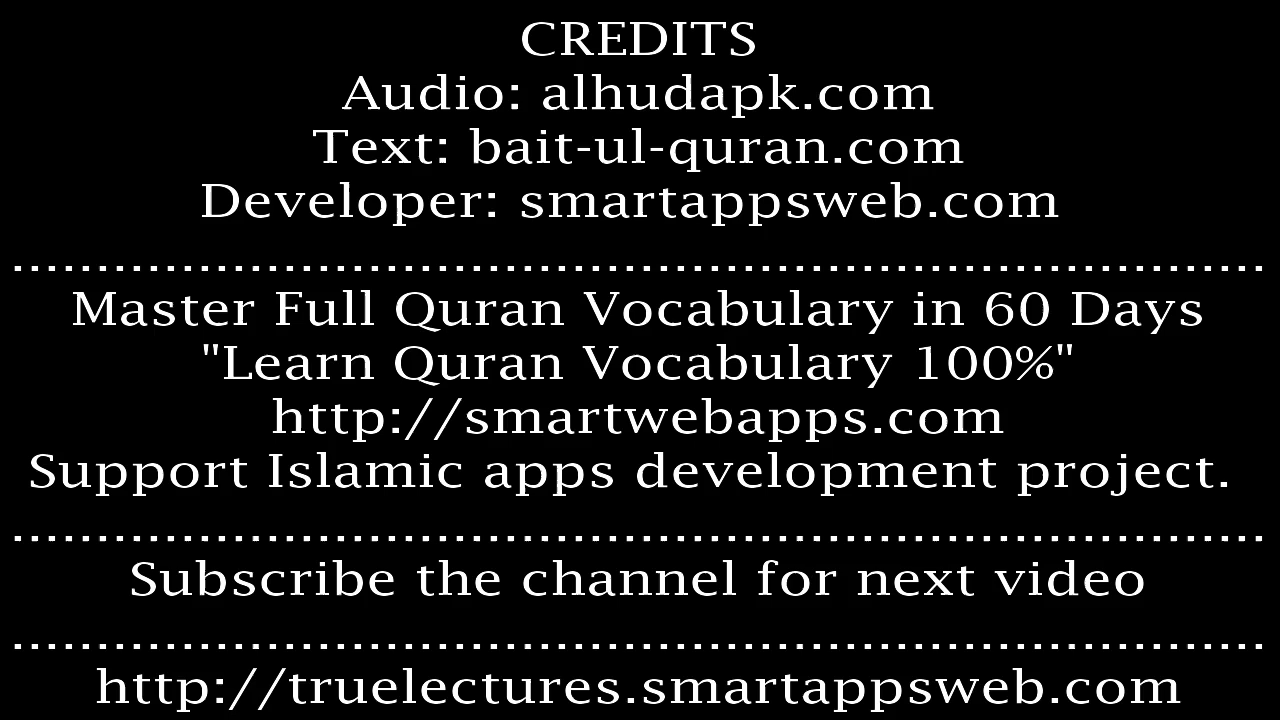 CREDITS
Audio: alhudapk.com
Text: bait-ul-quran.com
Developer: smartappsweb.com
......................................................................
Master Full Quran Vocabulary in 60 Days
"Learn Quran Vocabulary 100%"
http://smartwebapps.com
Support Islamic apps development project.
......................................................................
Subscribe the channel for next video
......................................................................
http://truelectures.smartappsweb.com